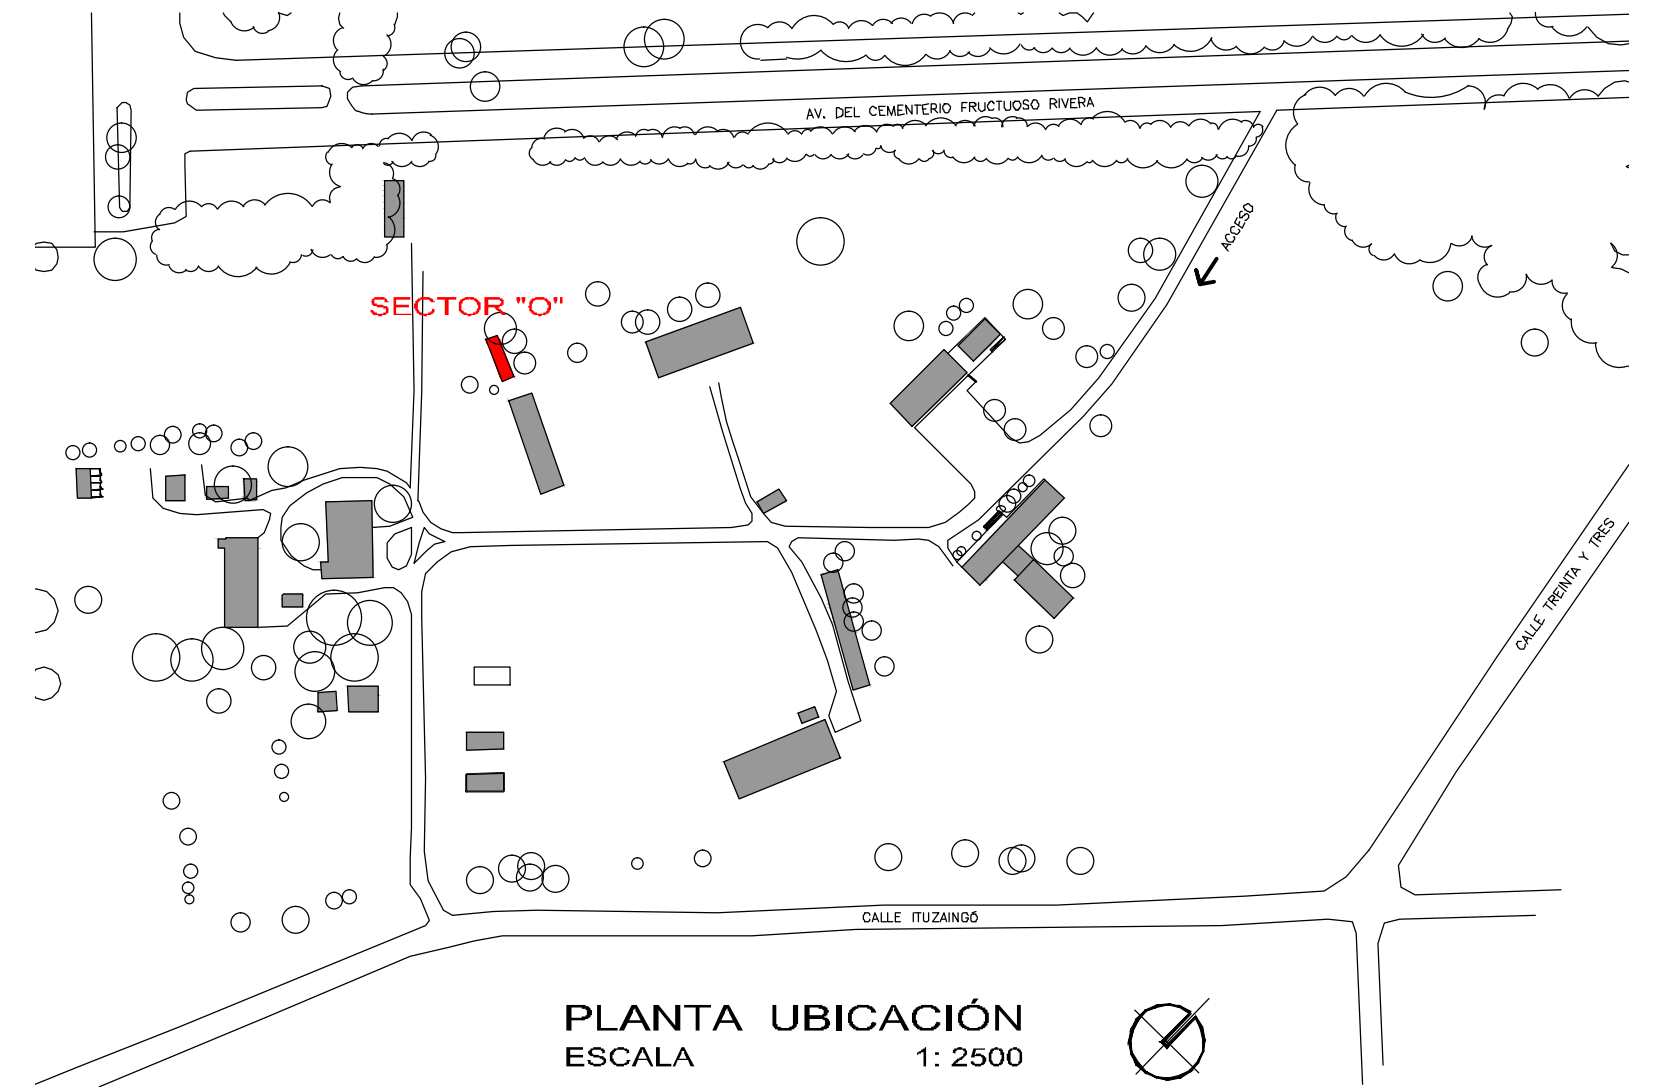 AV. DEL CEMENTERIO FRUCTUOSO RIVERA
ACCESO
SECTOR "O"
CALLE TREINTA Y TRES
CALLE ITUZAINGÓ
PLANTA UBICACIÓN
ESCALA 1: 2500